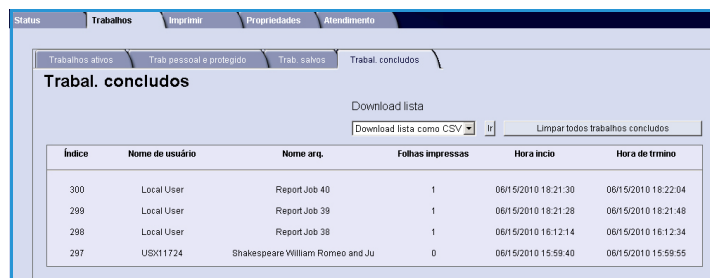 Status Trabalhos Imprimir Propriedades Atendimento
Trabalhos ativos Trab pessoal e protegido Trab. salvos Trabal. concludos
Trabal. concludos
Download lista
Download lista como CSV Ir Limpar todos trabalhos concludos
Índice Nome de usuário Nome arq. Folhas impressas Hora incio Hora de trmino
300 Local User Report Job 40 1 06/15/2010 18:21:30 06/15/2010 18:22:04
299 Local User Report Job 39 1 06/15/2010 18:21:28 06/15/2010 18:21:48
298 Local User Report Job 38 1 06/15/2010 16:12:14 06/15/2010 16:12:34
297 USX11724 Shakespeare William Romeo and Ju 0 06/15/2010 15:59:40 06/15/2010 15:59:55